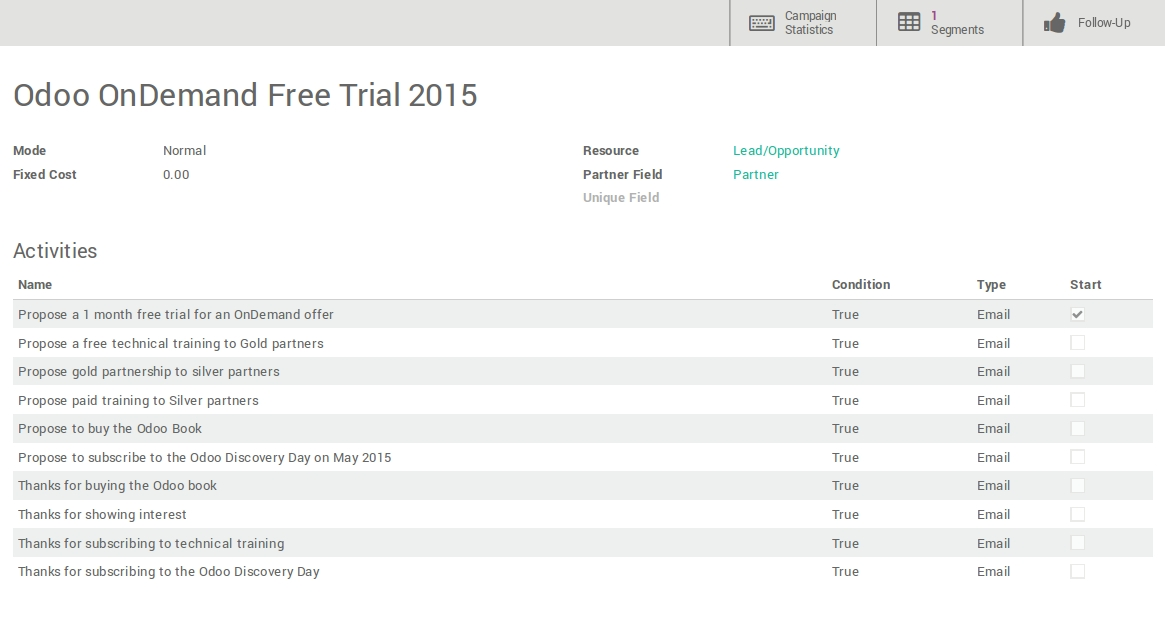 Campaign
Statistics
1
Segments
Follow-Up
Odoo OnDemand Free Trial 2015
Mode Normal Resource Lead/Opportunity
Fixed Cost 0.00 Partner Field Partner
Unique Field
Activities
Name Condition Type Start
Propose a 1 month free trial for an OnDemand offer True Email
Propose a free technical training to Gold partners True Email
Propose gold partnership to silver partners True Email
Propose paid training to Silver partners True Email
Propose to buy the Odoo Book True Email
Propose to subscribe to the Odoo Discovery Day on May 2015 True Email
Thanks for buying the Odoo book True Email
Thanks for showing interest True Email
Thanks for subscribing to technical training True Email
Thanks for subscribing to the Odoo Discovery Day True Email